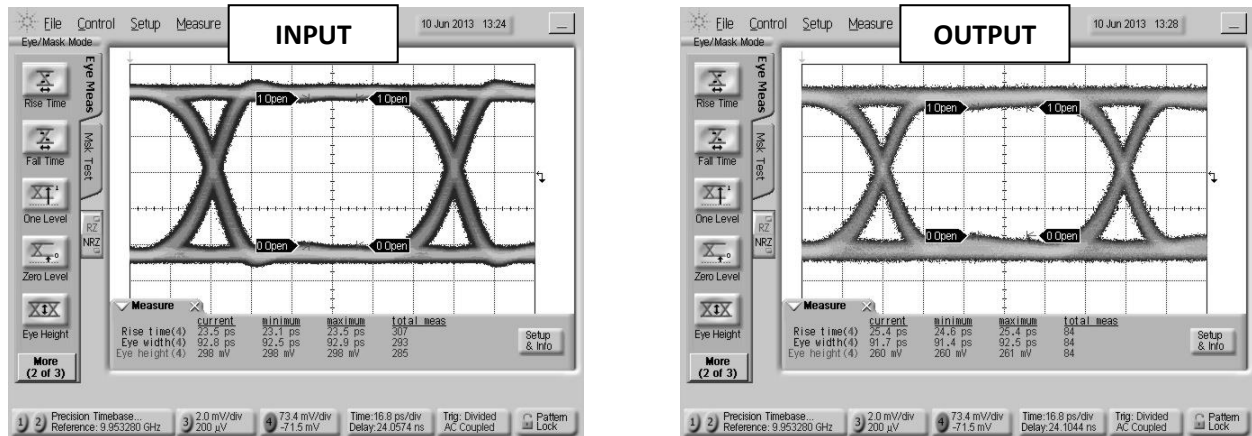 File Control Setup Measure
INPUT
10 Jun 2013 13:24
Eye/Mask Mode
Eye Meas
Msk Test
Rise Time
Fall Time
One Level
RZ
NRZ
Zero Level
Eye Height
More
(2 of 3)
1 Open 1 Open
0 Open 0 Open
Measure
current minimum maximum total meas
Rise time(4) 23.5 ps 23.1 ps 23.5 ps 307
Eye width(4) 92.8 ps 92.5 ps 92.9 ps 293
Eye height(4) 298 mV 298 mV 298 mV 285
Setup
& Info
1 2 Precision Timebase... 3 2.0 mV/div 4 73.4 mV/div Time:16.8 ps/div Trig: Divided Pattern
Reference: 9.953280 GHz 200 µV -71.5 mV Delay:24.0574 ns AC Coupled Lock
File Control Setup Measure
OUTPUT
10 Jun 2013 13:28
Eye/Mask Mode
Eye Meas
Msk Test
Rise Time
Fall Time
One Level
RZ
NRZ
Zero Level
Eye Height
More
(2 of 3)
1 Open 1 Open
0 Open 0 Open
Measure
current minimum maximum total meas
Rise time(4) 25.4 ps 24.6 ps 25.4 ps 84
Eye width(4) 91.7 ps 91.4 ps 92.5 ps 84
Eye height(4) 260 mV 260 mV 261 mV 84
Setup
& Info
1 2 Precision Timebase... 3 2.0 mV/div 4 73.4 mV/div Time:16.8 ps/div Trig: Divided Pattern
Reference: 9.953280 GHz 200 µV -71.5 mV Delay:24.1044 ns AC Coupled Lock